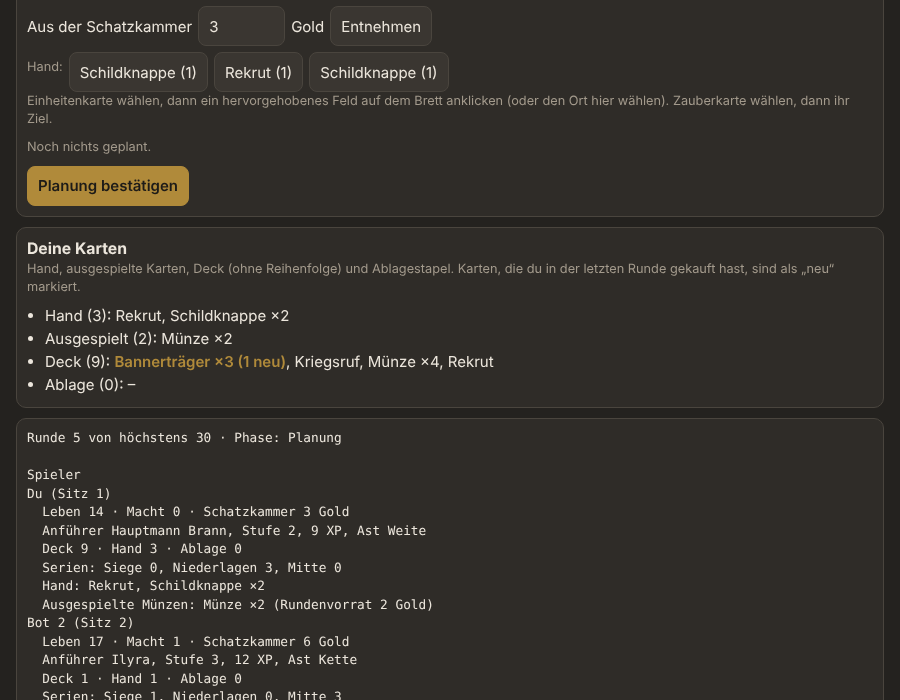 Aus der Schatzkammer 3 Gold Entnehmen
Hand: Schildknappe (1) Rekrut (1) Schildknappe (1)
Einheitenkarte wählen, dann ein hervorgehobenes Feld auf dem Brett anklicken (oder den Ort hier wählen). Zauberkarte wählen, dann ihr
Ziel.
Noch nichts geplant.
Planung bestätigen
Deine Karten
Hand, ausgespielte Karten, Deck (ohne Reihenfolge) und Ablagestapel. Karten, die du in der letzten Runde gekauft hast, sind als „neu“
markiert.
• Hand (3): Rekrut, Schildknappe ×2
• Ausgespielt (2): Münze ×2
• Deck (9): Bannerträger ×3 (1 neu), Kriegsruf, Münze ×4, Rekrut
• Ablage (0): –
Runde 5 von höchstens 30 · Phase: Planung
Spieler
Du (Sitz 1)
Leben 14 · Macht 0 · Schatzkammer 3 Gold
Anführer Hauptmann Brann, Stufe 2, 9 XP, Ast Weite
Deck 9 · Hand 3 · Ablage 0
Serien: Siege 0, Niederlagen 3, Mitte 0
Hand: Rekrut, Schildknappe ×2
Ausgespielte Münzen: Münze ×2 (Rundenvorrat 2 Gold)
Bot 2 (Sitz 2)
Leben 17 · Macht 1 · Schatzkammer 6 Gold
Anführer Ilyra, Stufe 3, 12 XP, Ast Kette
Deck 1 · Hand 1 · Ablage 0
Serien: Siege 1, Niederlagen 0, Mitte 3